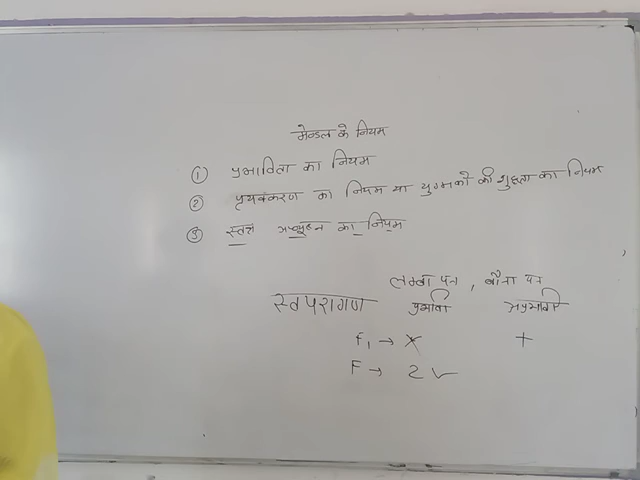 मेन्डल के नियम
① प्रभाविता का नियम
② पृथक्करण का नियम या युग्मकों की शुद्धता का नियम
③ स्वतंत्र अपव्यूहन का नियम
लम्बा पन , बौना पन
स्वपरागण प्रभावी अप्रभावी
F₁ → x +
F → 2 ✓